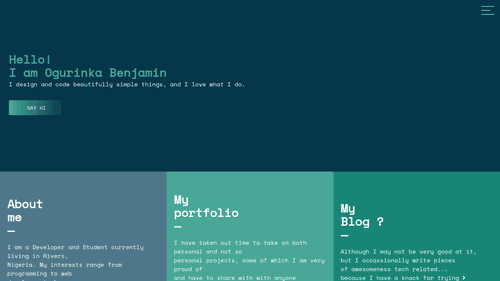 Hello!
I am Ogurinka Benjamin
I design and code beautifully simple things, and I love what I do.
SAY HI
About
me
I am a Developer and Student currently
living in Rivers,
Nigeria. My interests range from
programming to web
My
portfolio
I have taken out time to take on both
personal and not so
personal projects, some of which I am very
proud of
and have to share with with anyone
My
Blog ?
Although I may not be very good at it,
but I occasionally write pieces
of awesomeness tech related...
because I have a knack for trying